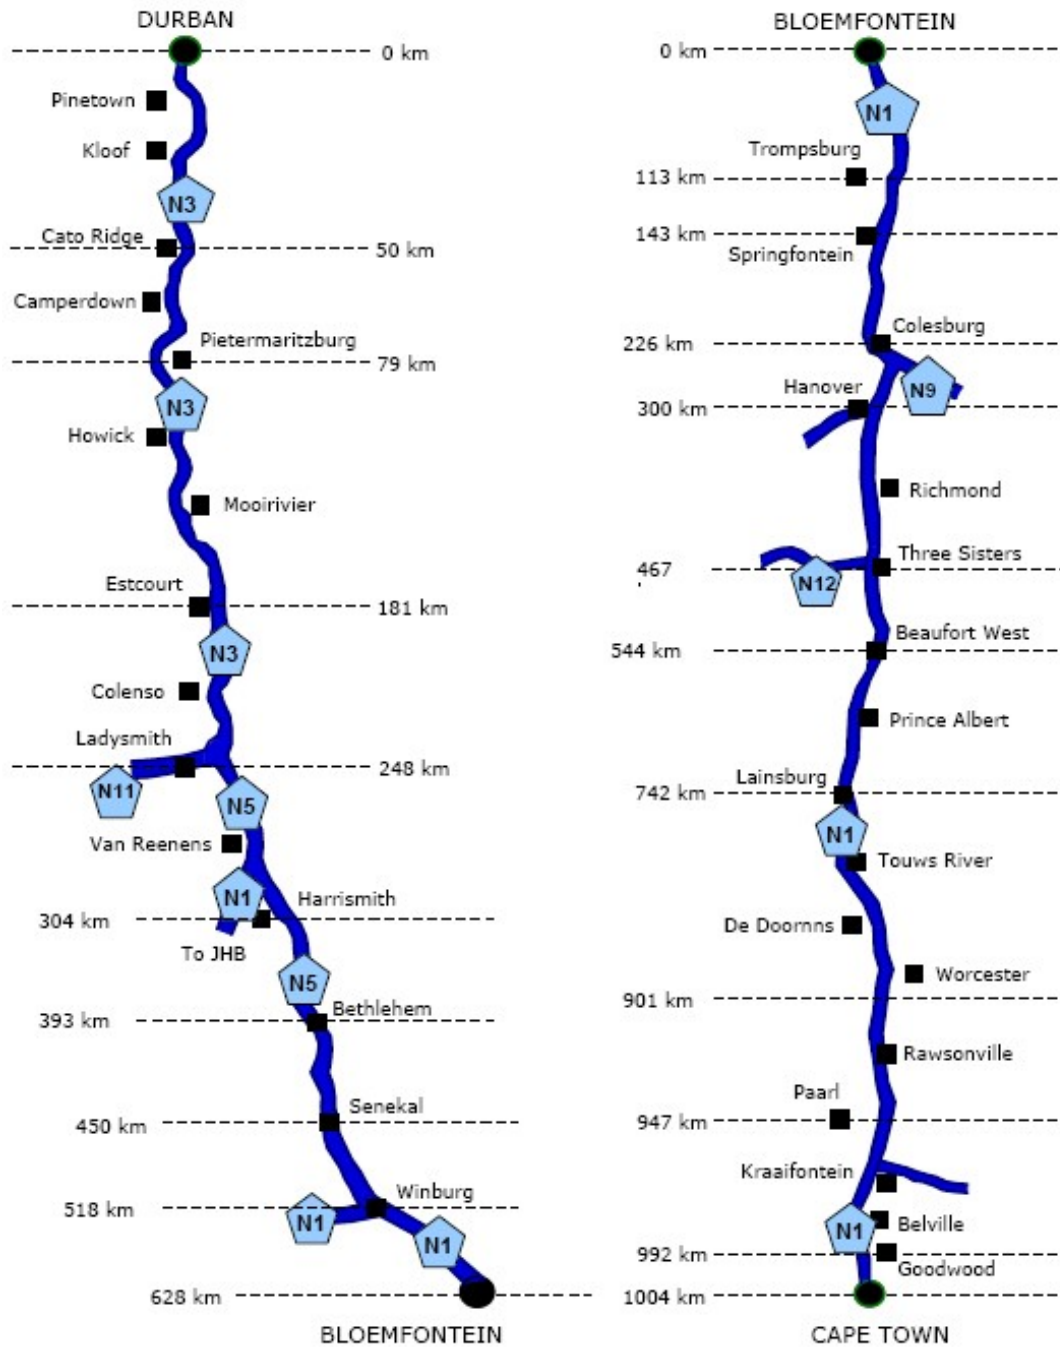 DURBAN
0 km
Pinetown
Kloof
N3
Cato Ridge
50 km
Camperdown
Pietermaritzburg
79 km
N3
Howick
Mooirivier
Estcourt
181 km
N3
Colenso
Ladysmith
248 km
N11
N5
Van Reenens
N1
Harrismith
304 km
To JHB
N5
Bethlehem
393 km
Senekal
450 km
Winburg
518 km
N1
N1
628 km
BLOEMFONTEIN
BLOEMFONTEIN
0 km
N1
Trompsburg
113 km
143 km
Springfontein
Colesburg
226 km
N9
Hanover
300 km
Richmond
Three Sisters
467
N12
Beaufort West
544 km
Prince Albert
Lainsburg
742 km
N1
Touws River
De Doornns
Worcester
901 km
Rawsonville
Paarl
947 km
Kraaifontein
N1
Belville
992 km
Goodwood
1004 km
CAPE TOWN